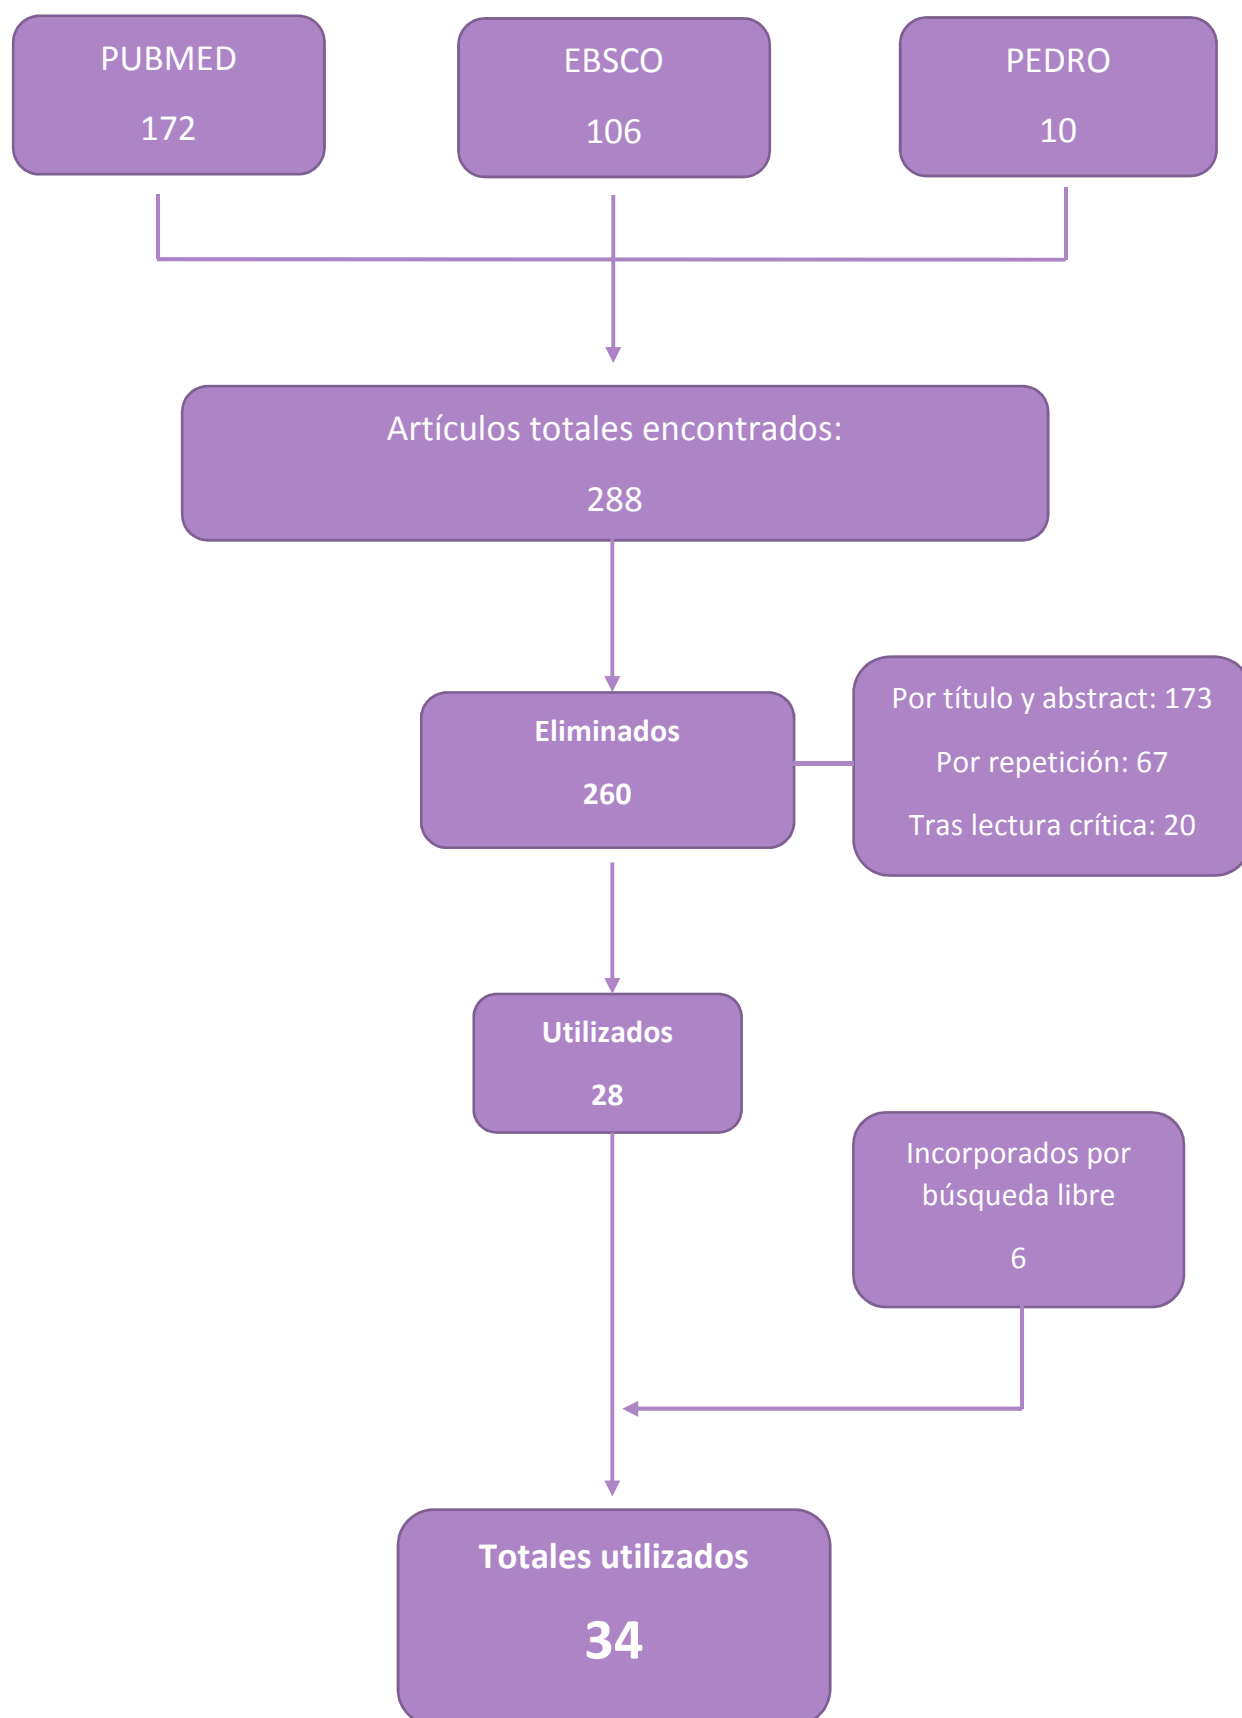 PUBMED
172
EBSCO
106
PEDRO
10
Artículos totales encontrados:
288
Eliminados
260
Por título y abstract: 173
Por repetición: 67
Tras lectura crítica: 20
Utilizados
28
Incorporados por
búsqueda libre
6
Totales utilizados
34